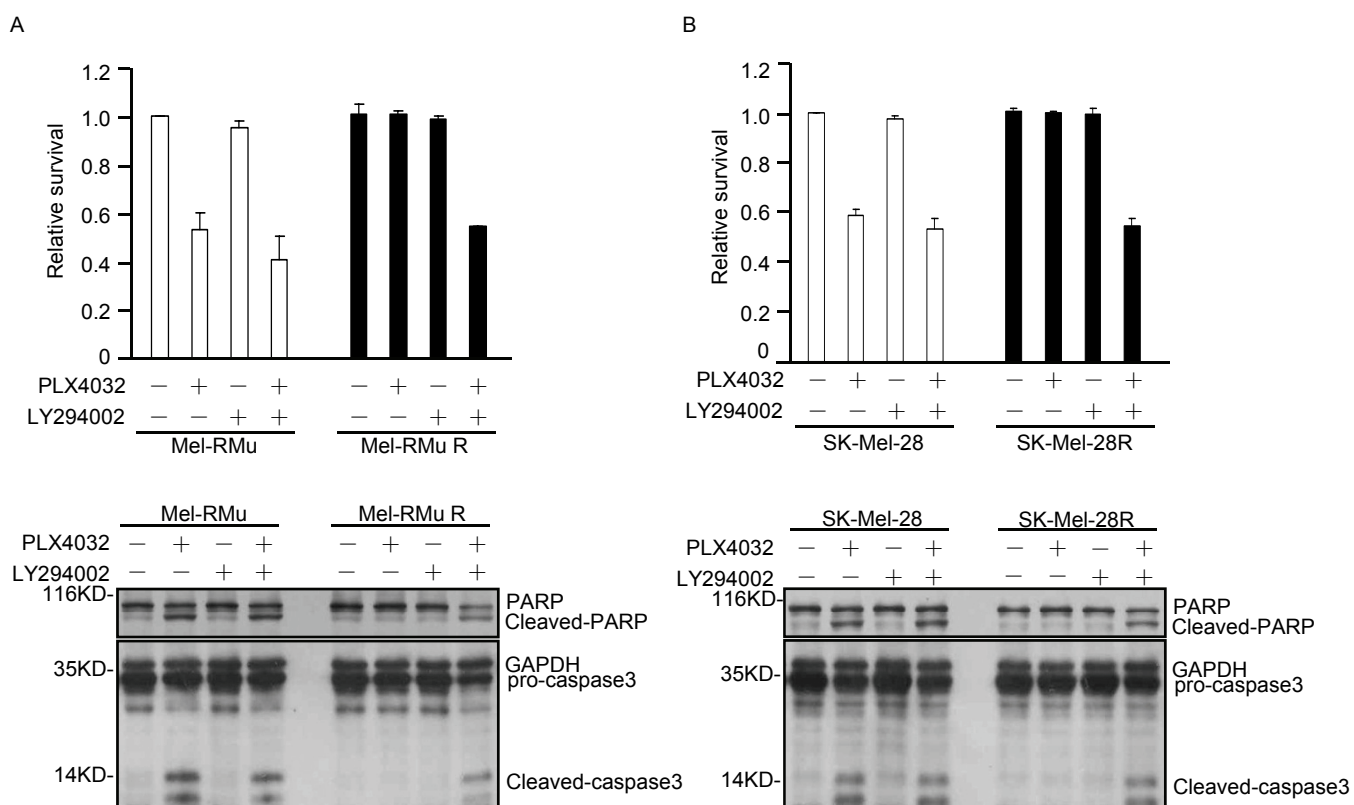 A
1.2
1.0
0.8
0.6
0.4
0.2
0
Relative survival
PLX4032 − + − + − + − +
LY294002 − − + + − − + +
Mel-RMu Mel-RMu R
Mel-RMu Mel-RMu R
PLX4032 − + − + − + − +
LY294002 − − + + − − + +
116KD-
PARP
Cleaved-PARP
35KD-
GAPDH
pro-caspase3
14KD-
Cleaved-caspase3
B
1.2
1.0
0.8
0.6
0.4
0.2
0
Relative survival
PLX4032 − + − + − + − +
LY294002 − − + + − − + +
SK-Mel-28 SK-Mel-28R
SK-Mel-28 SK-Mel-28R
PLX4032 − + − + − + − +
LY294002 − − + + − − + +
116KD-
PARP
Cleaved-PARP
35KD-
GAPDH
pro-caspase3
14KD-
Cleaved-caspase3